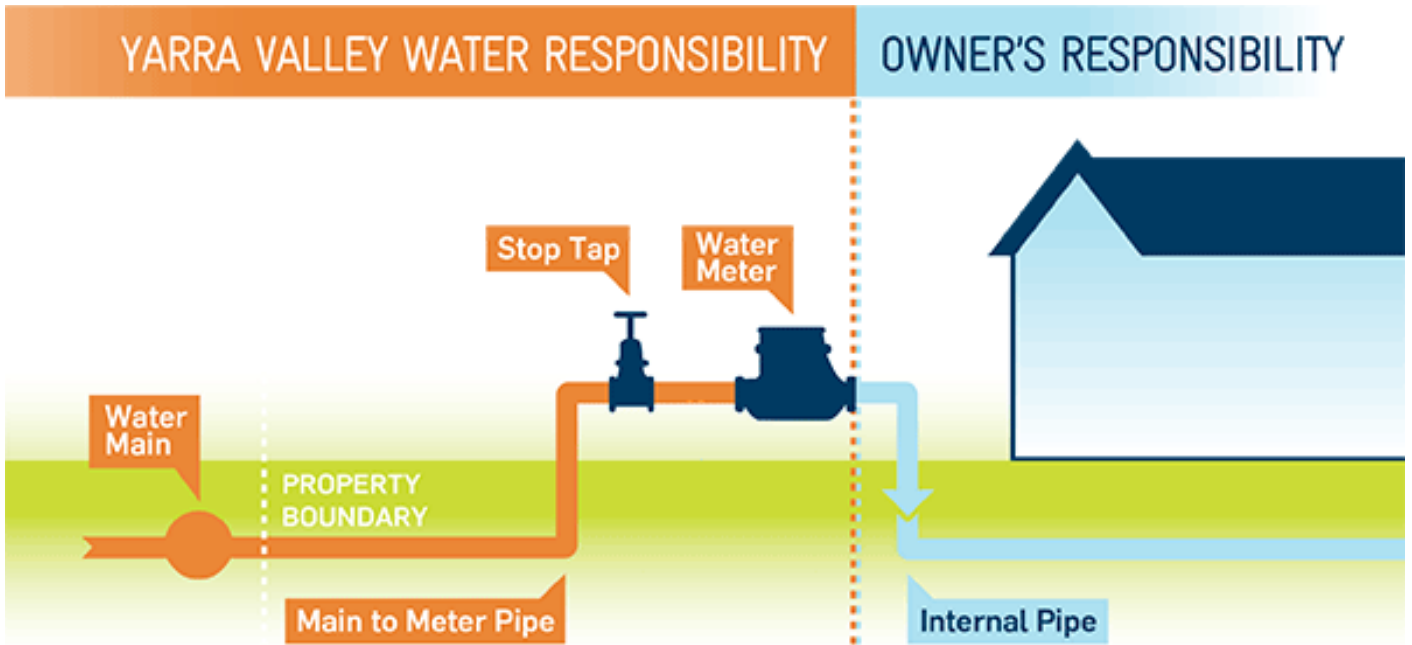 YARRA VALLEY WATER RESPONSIBILITY
OWNER'S RESPONSIBILITY
Stop Tap
Water
Meter
Water
Main
PROPERTY
BOUNDARY
Main to Meter Pipe
Internal Pipe